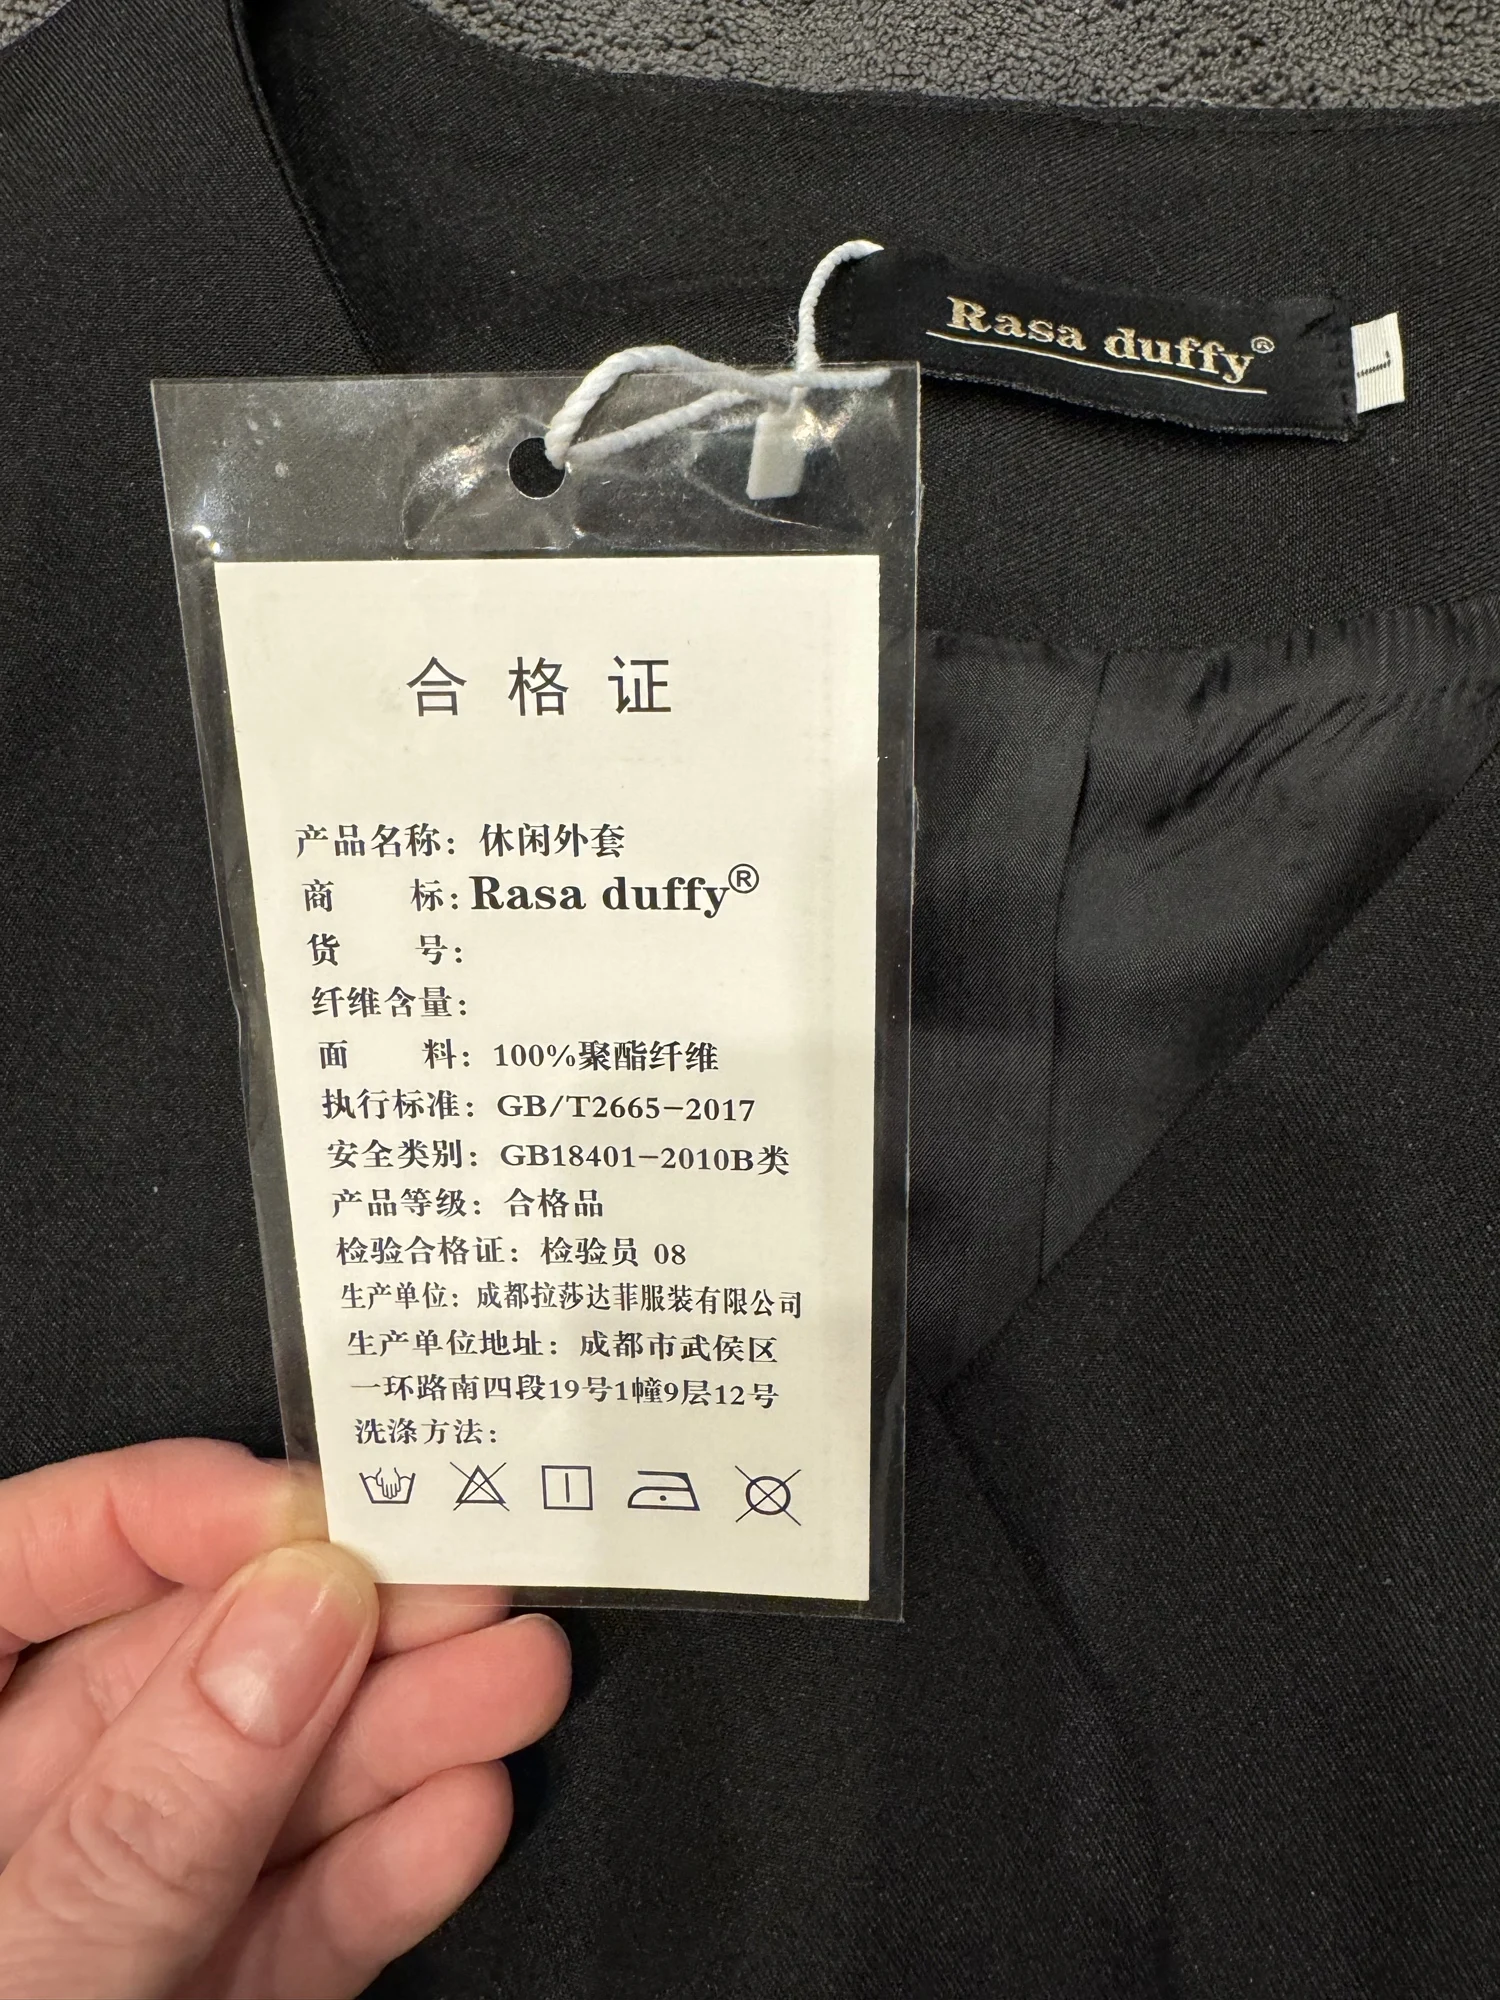 Rasa duffy®
L
合格证
产品名称：休闲外套
商 标：Rasa duffy®
货 号：
纤维含量：
面 料：100%聚酯纤维
执行标准：GB/T2665-2017
安全类别：GB18401-2010B类
产品等级：合格品
检验合格证：检验员 08
生产单位：成都拉莎达菲服装有限公司
生产单位地址：成都市武侯区
一环路南四段19号1幢9层12号
洗涤方法：